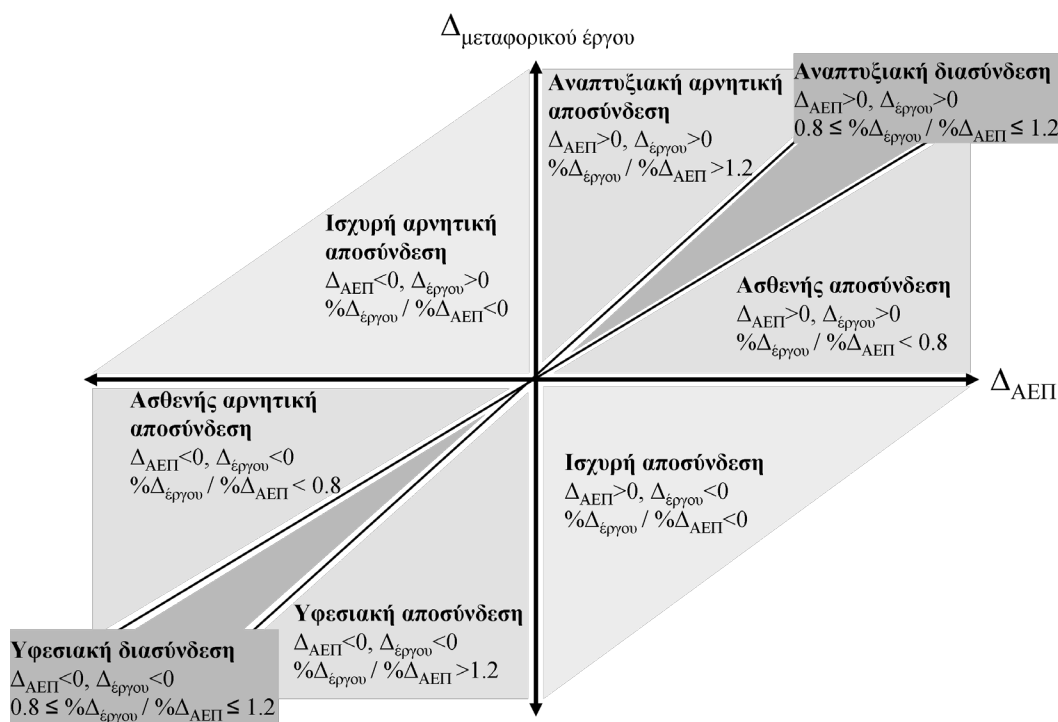 Δμεταφορικού έργου
Αναπτυξιακή αρνητική
αποσύνδεση
ΔΑΕΠ>0, Δέργου>0
%Δέργου / %ΔΑΕΠ >1.2
Αναπτυξιακή διασύνδεση
ΔΑΕΠ>0, Δέργου>0
0.8 ≤ %Δέργου / %ΔΑΕΠ ≤ 1.2
Ισχυρή αρνητική
αποσύνδεση
ΔΑΕΠ<0, Δέργου>0
%Δέργου / %ΔΑΕΠ<0
Ασθενής αποσύνδεση
ΔΑΕΠ>0, Δέργου>0
%Δέργου / %ΔΑΕΠ < 0.8
ΔΑΕΠ
Ασθενής αρνητική
αποσύνδεση
ΔΑΕΠ<0, Δέργου<0
%Δέργου / %ΔΑΕΠ < 0.8
Ισχυρή αποσύνδεση
ΔΑΕΠ>0, Δέργου<0
%Δέργου / %ΔΑΕΠ<0
Υφεσιακή αποσύνδεση
ΔΑΕΠ<0, Δέργου<0
%Δέργου / %ΔΑΕΠ >1.2
Υφεσιακή διασύνδεση
ΔΑΕΠ<0, Δέργου<0
0.8 ≤ %Δέργου / %ΔΑΕΠ ≤ 1.2